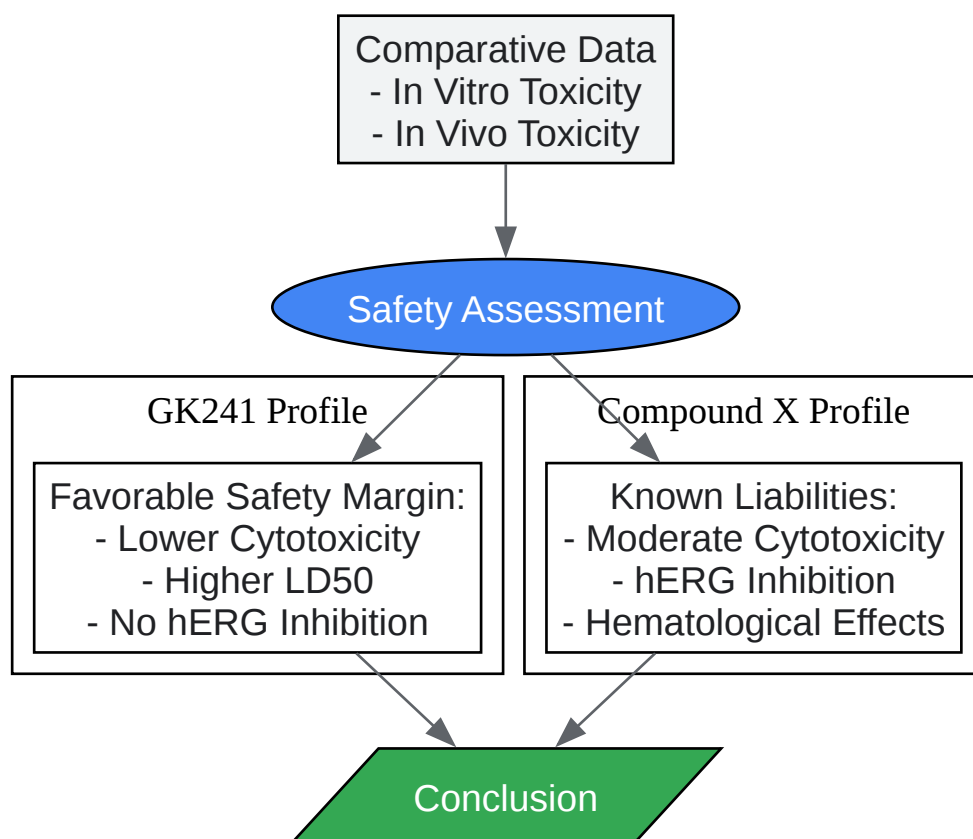 Comparative Data
- In Vitro Toxicity
- In Vivo Toxicity
Safety Assessment
GK241 Profile
Favorable Safety Margin:
- Lower Cytotoxicity
- Higher LD50
- No hERG Inhibition
Compound X Profile
Known Liabilities:
- Moderate Cytotoxicity
- hERG Inhibition
- Hematological Effects
Conclusion